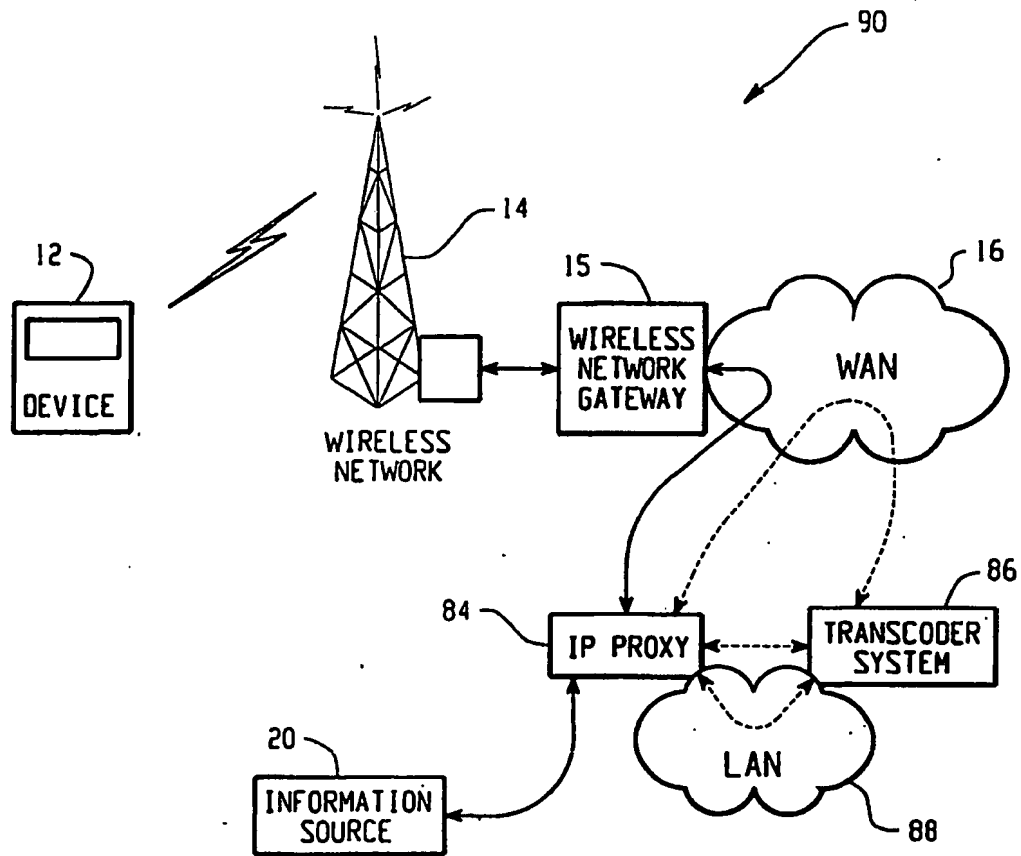 90
14
12
15
16
WIRELESS
NETWORK
GATEWAY
WAN
DEVICE
WIRELESS
NETWORK
84
86
IP PROXY
TRANSCODER
SYSTEM
20
LAN
INFORMATION
SOURCE
88